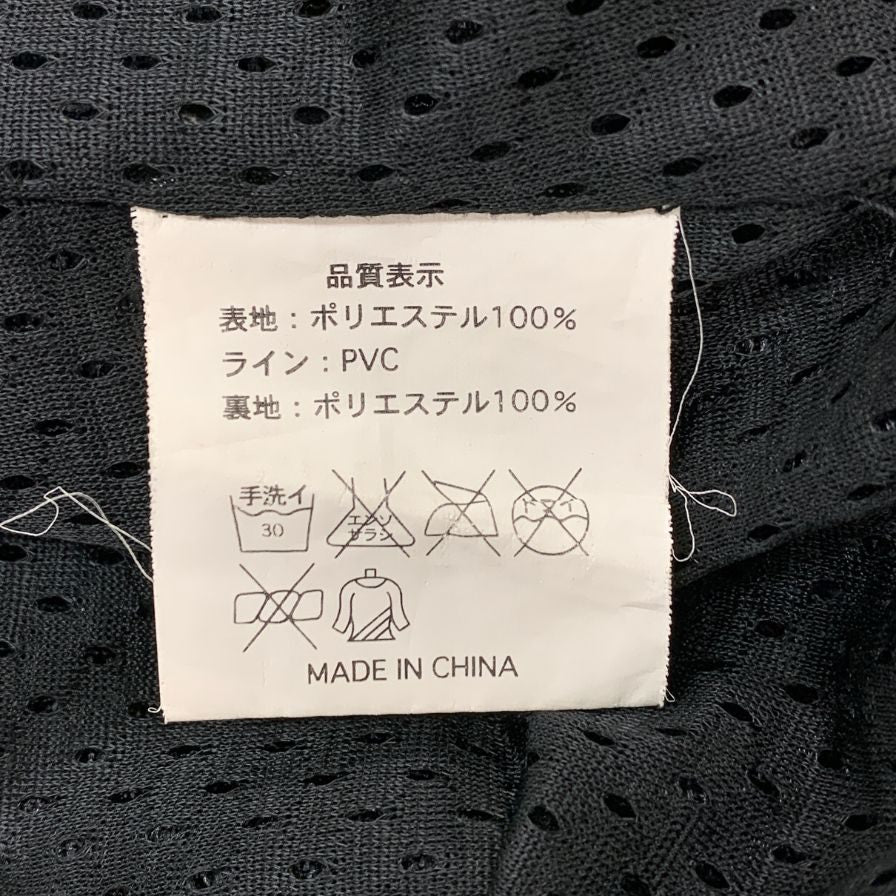 品質表示
表地：ポリエステル100%
ライン：PVC
裏地：ポリエステル100%
手洗イ
30
エンソ
サラシ
ドライ
MADE IN CHINA